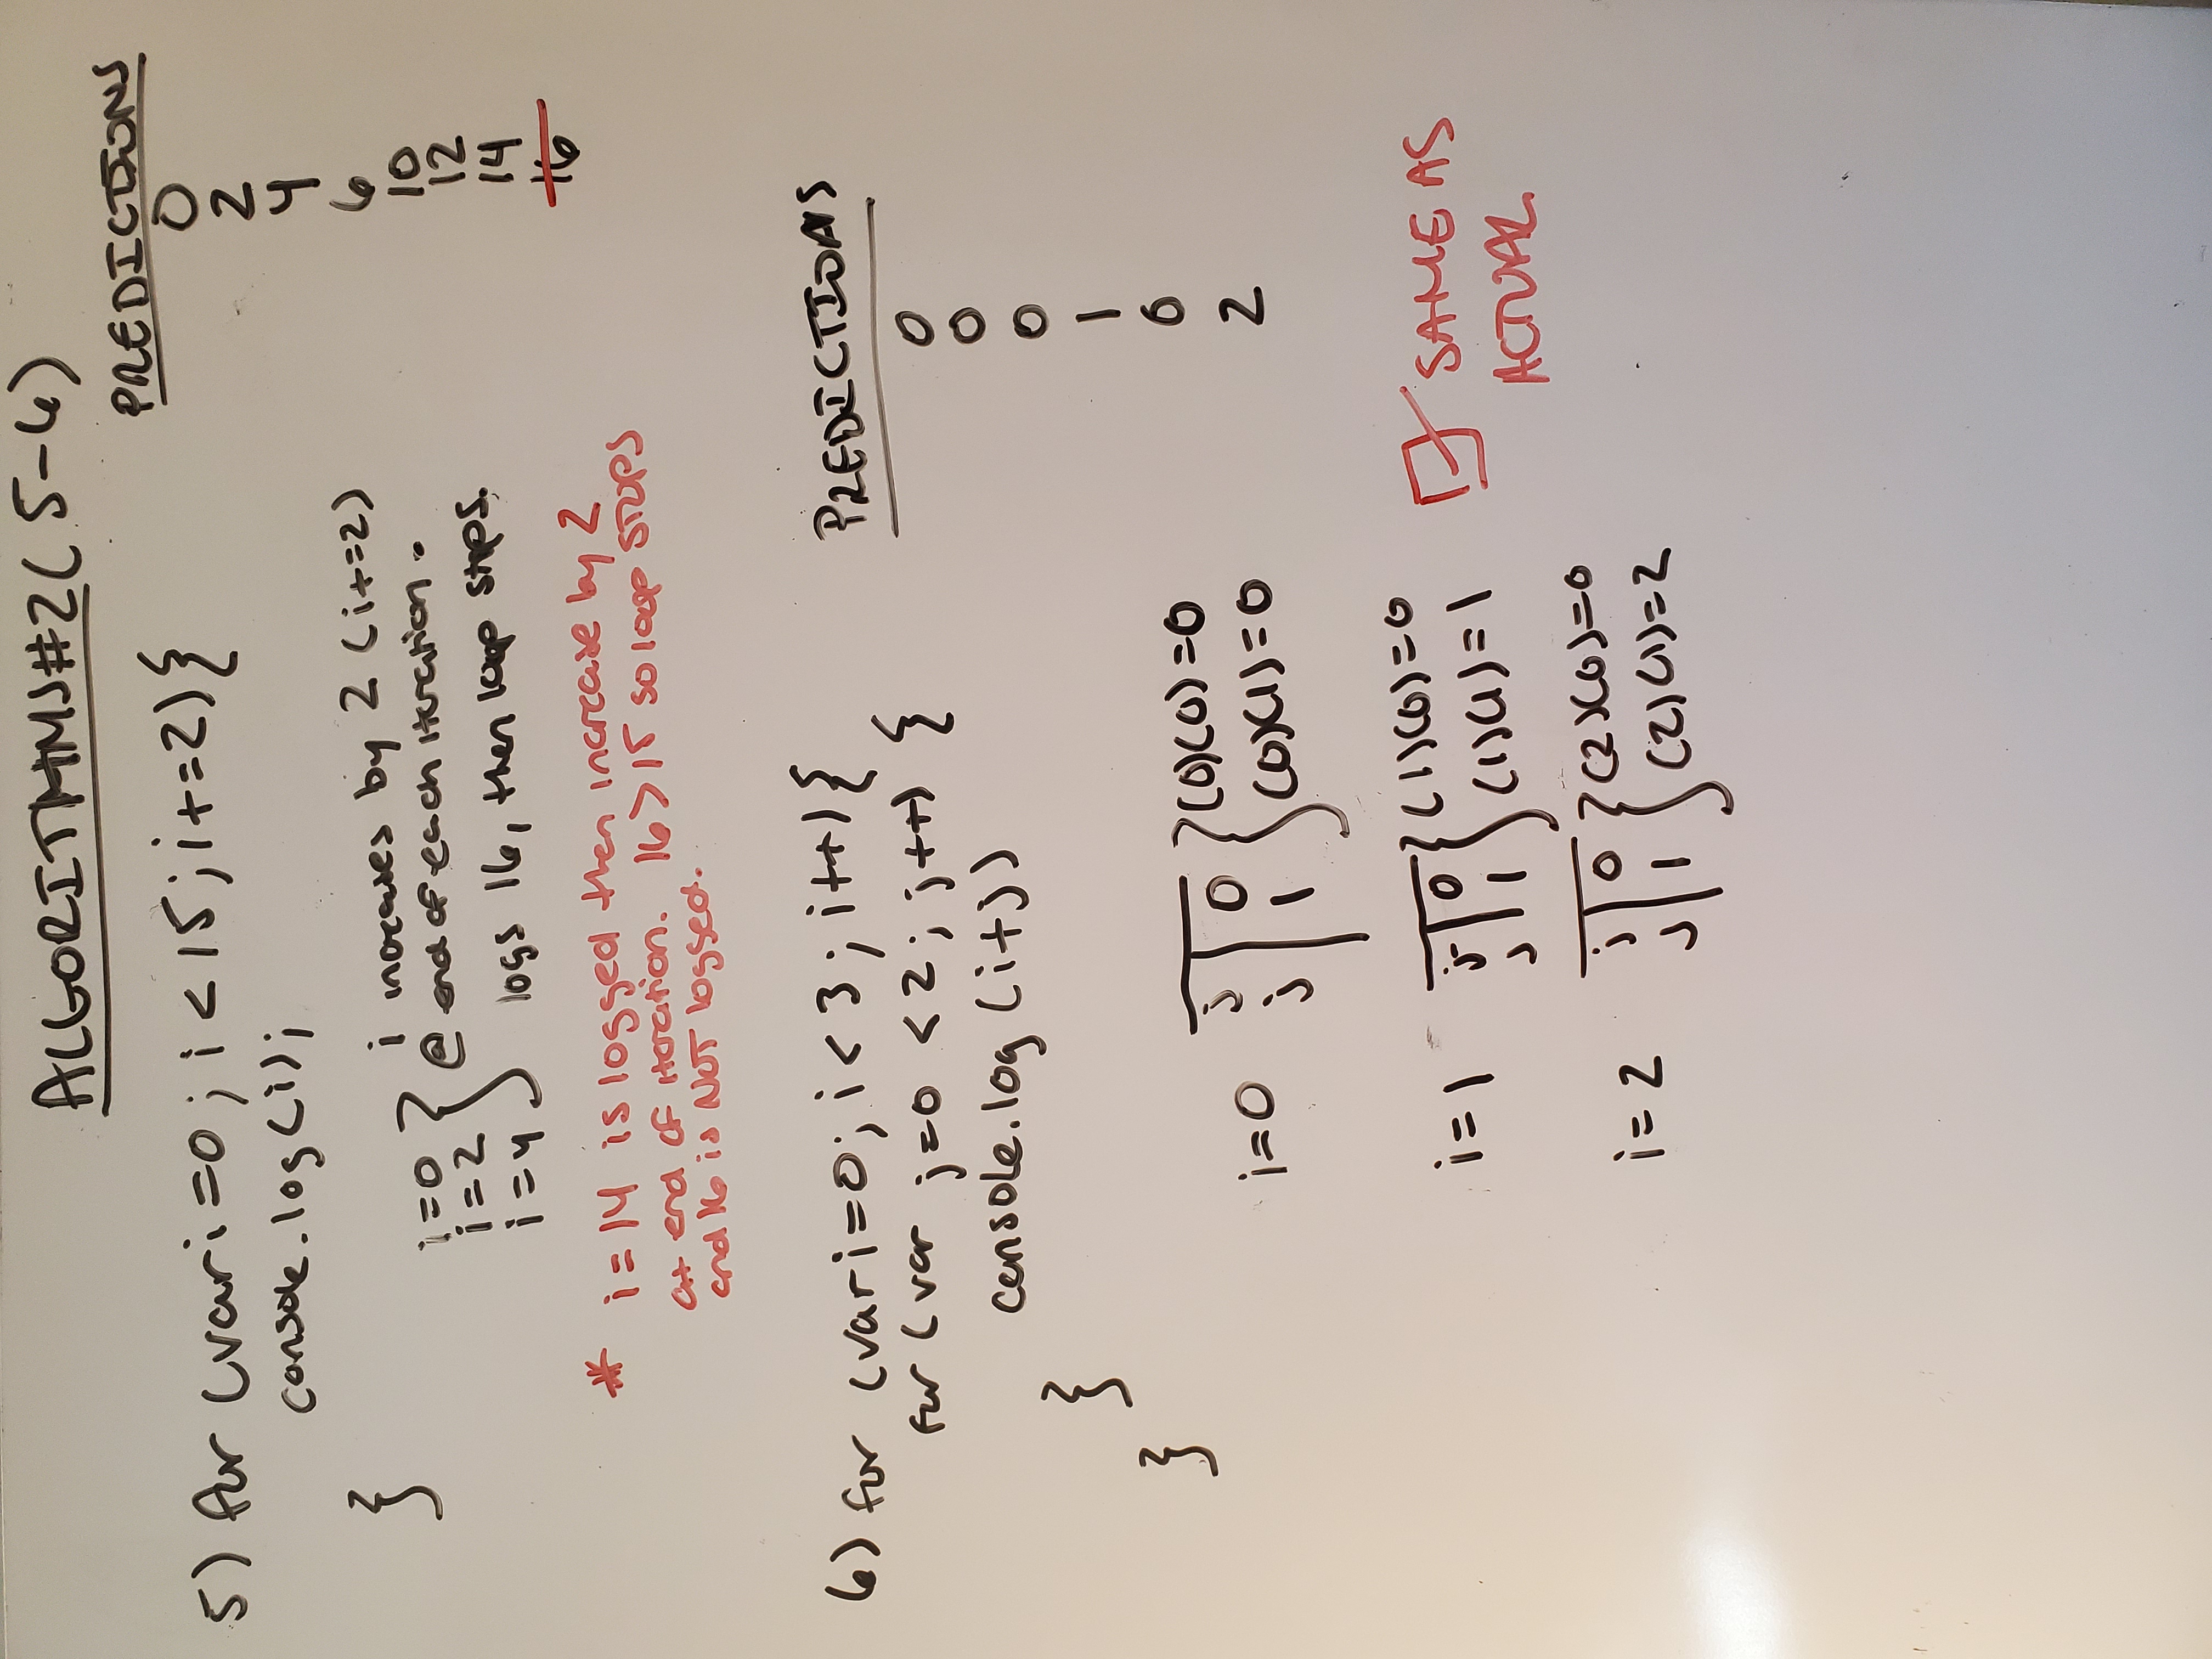 ALGORITHMS#2(5-6)
PREDICTIONS
5) for (var i=0; i<15; i+=2){
console.log(i);
}
i=0
i=2
i=4
i increases by 2 (i+=2)
@ end of each iteration.
logs 16, then loop stops.
0
2
4
6
10
12
14
16
* i=14 is logged then increase by 2
at end of iteration. 16>15 so loop STOPS
and 16 is NOT logged.
6) for (var i=0; i<3; i++){
for (var j=0 <2; j++) {
console.log (i+j)
}
}
PREDICTIONS
0
0
0
1
0
2
i=0
j 0 (0)(0)=0
j 1 (0)(1)=0
i=1
j 0 (1)(0)=0
j 1 (1)(1)=1
i=2
j 0 (2)(0)=0
j 1 (2)(1)=2
SAME AS
ACTUAL